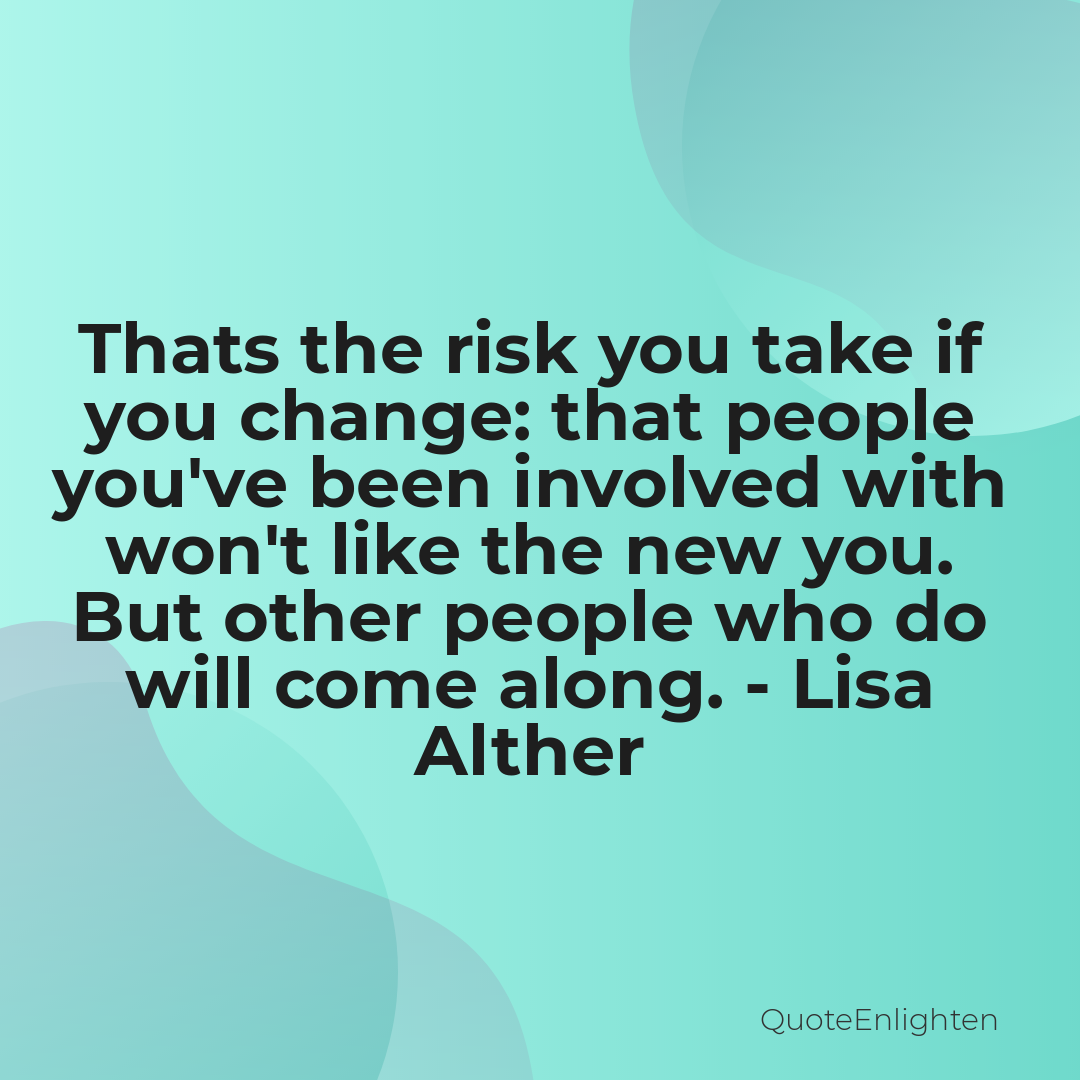 Thats the risk you take if
you change: that people
you've been involved with
won't like the new you.
But other people who do
will come along. - Lisa
Alther
QuoteEnlighten